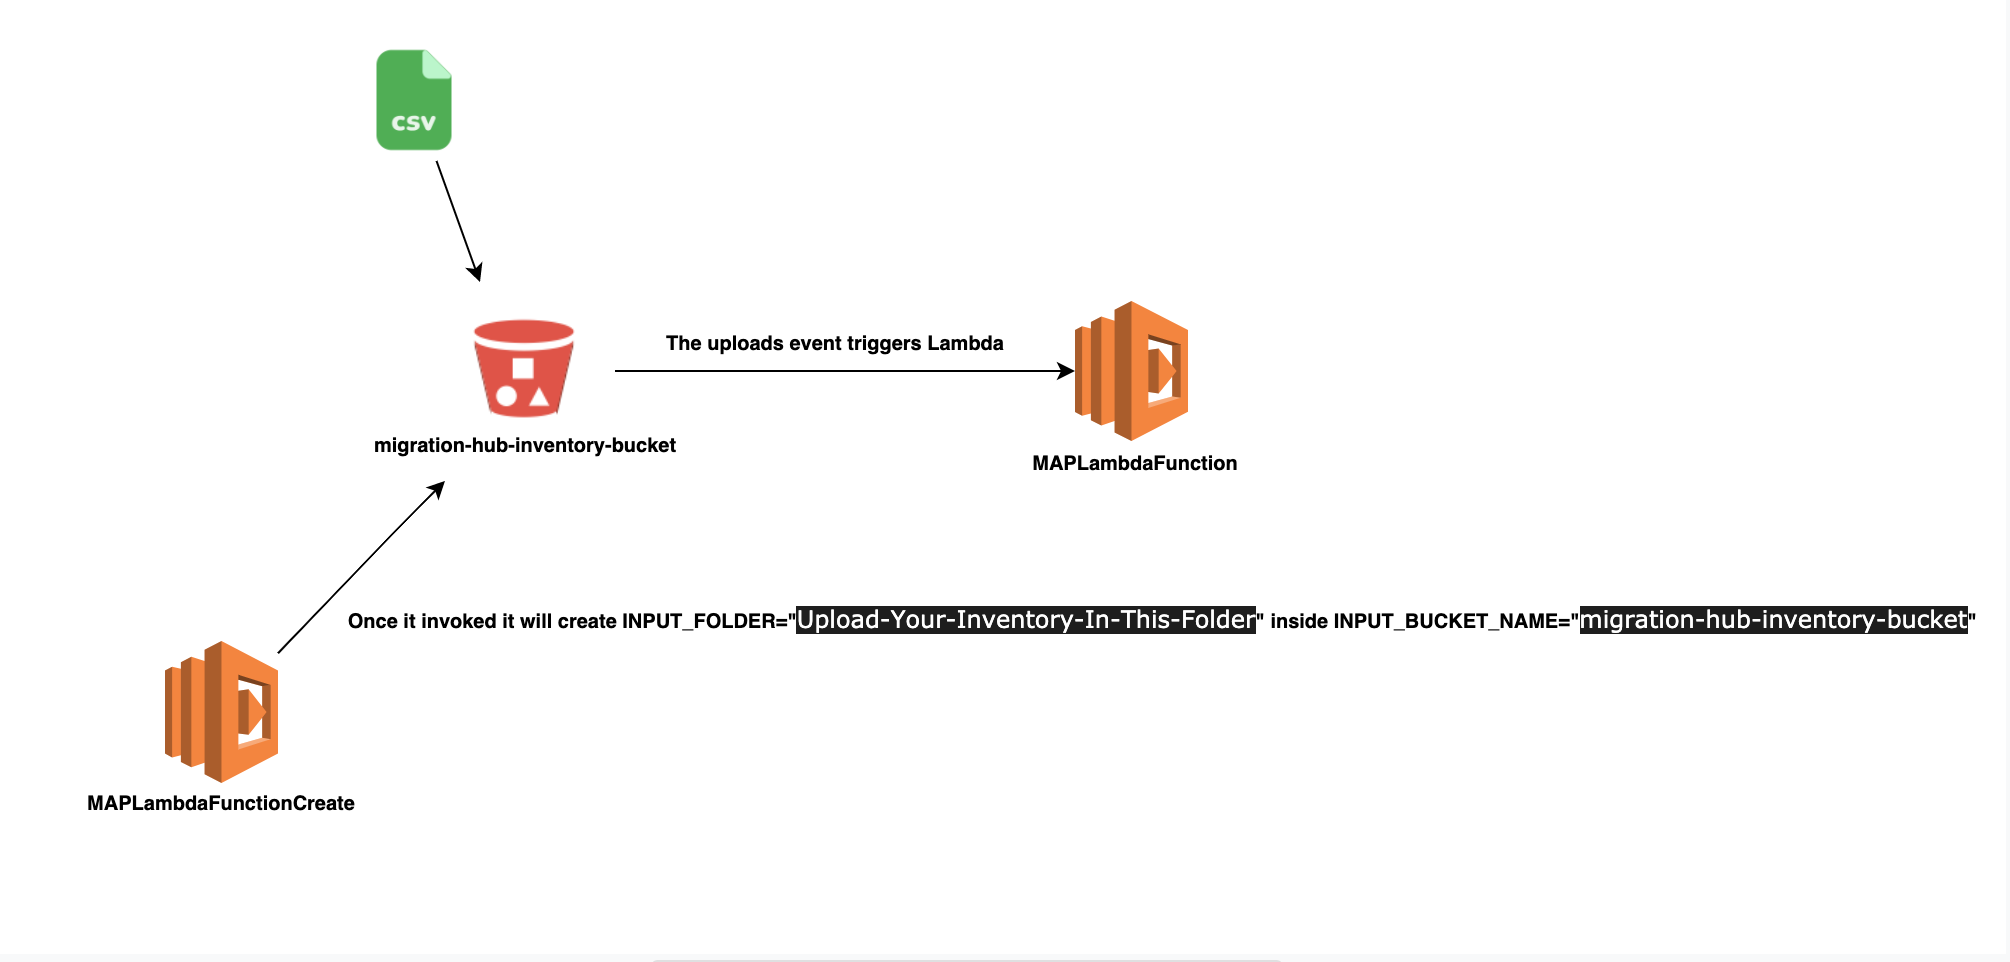 csv
The uploads event triggers Lambda
migration-hub-inventory-bucket
MAPLambdaFunction
Once it invoked it will create INPUT_FOLDER="Upload-Your-Inventory-In-This-Folder" inside INPUT_BUCKET_NAME="migration-hub-inventory-bucket"
MAPLambdaFunctionCreate